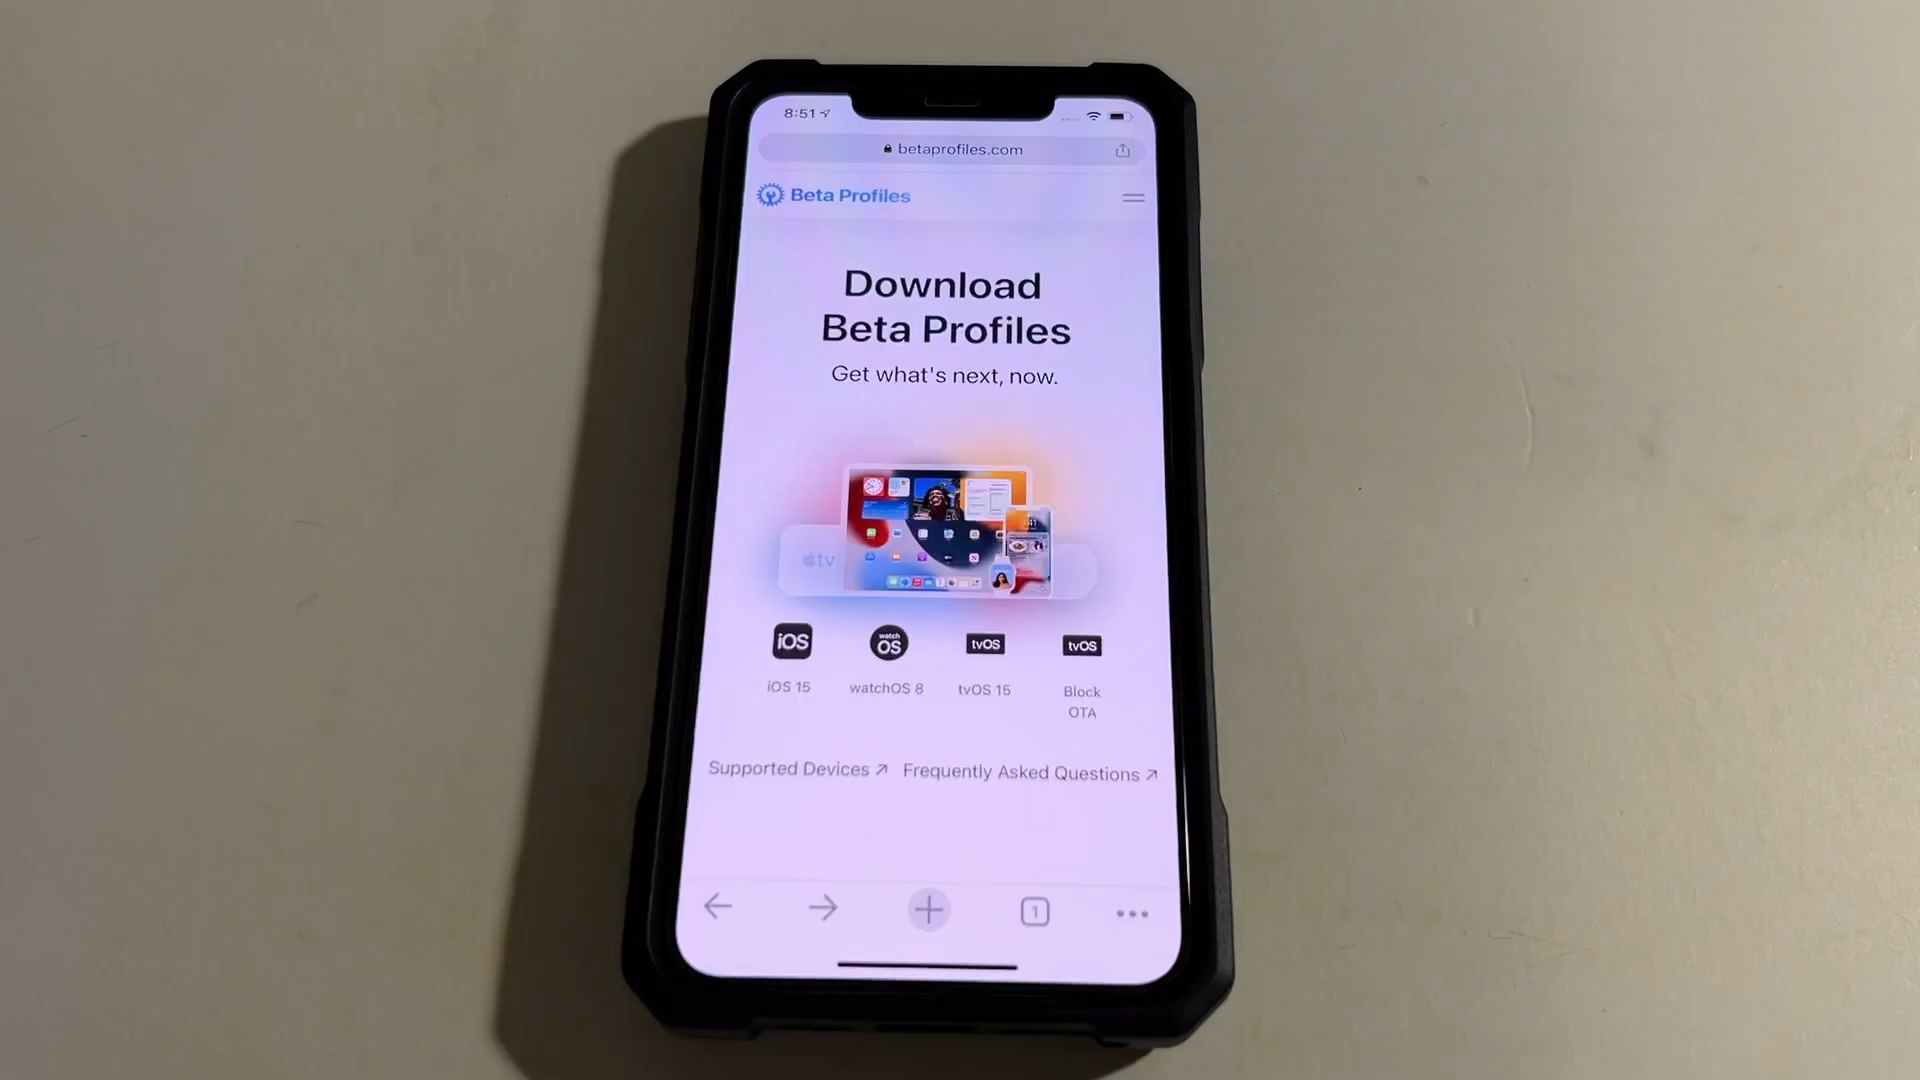 8:51
betaprofiles.com
Beta Profiles
Download
Beta Profiles
Get what's next, now.
tv
iOS
watch
OS
tvOS
tvOS
iOS 15
watchOS 8
tvOS 15
Block
OTA
Supported Devices ↗
Frequently Asked Questions ↗
1